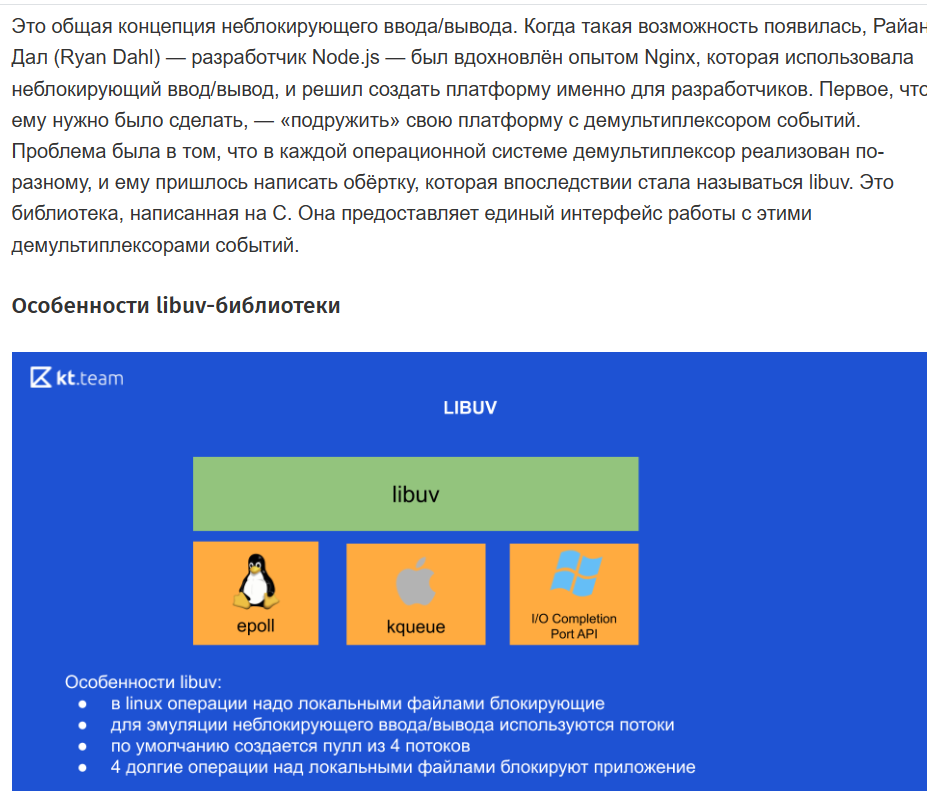 Это общая концепция неблокирующего ввода/вывода. Когда такая возможность появилась, Райан
Дал (Ryan Dahl) — разработчик Node.js — был вдохновлён опытом Nginx, которая использовала
неблокирующий ввод/вывод, и решил создать платформу именно для разработчиков. Первое, что
ему нужно было сделать, — «подружить» свою платформу с демультиплексором событий.
Проблема была в том, что в каждой операционной системе демультиплексор реализован по-
разному, и ему пришлось написать обёртку, которая впоследствии стала называться libuv. Это
библиотека, написанная на C. Она предоставляет единый интерфейс работы с этими
демультиплексорами событий.
Особенности libuv-библиотеки
kt.team
LIBUV
libuv
epoll
kqueue
I/O Completion
Port API
Особенности libuv:
● в linux операции надо локальными файлами блокирующие
● для эмуляции неблокирующего ввода/вывода используются потоки
● по умолчанию создается пулл из 4 потоков
● 4 долгие операции над локальными файлами блокируют приложение